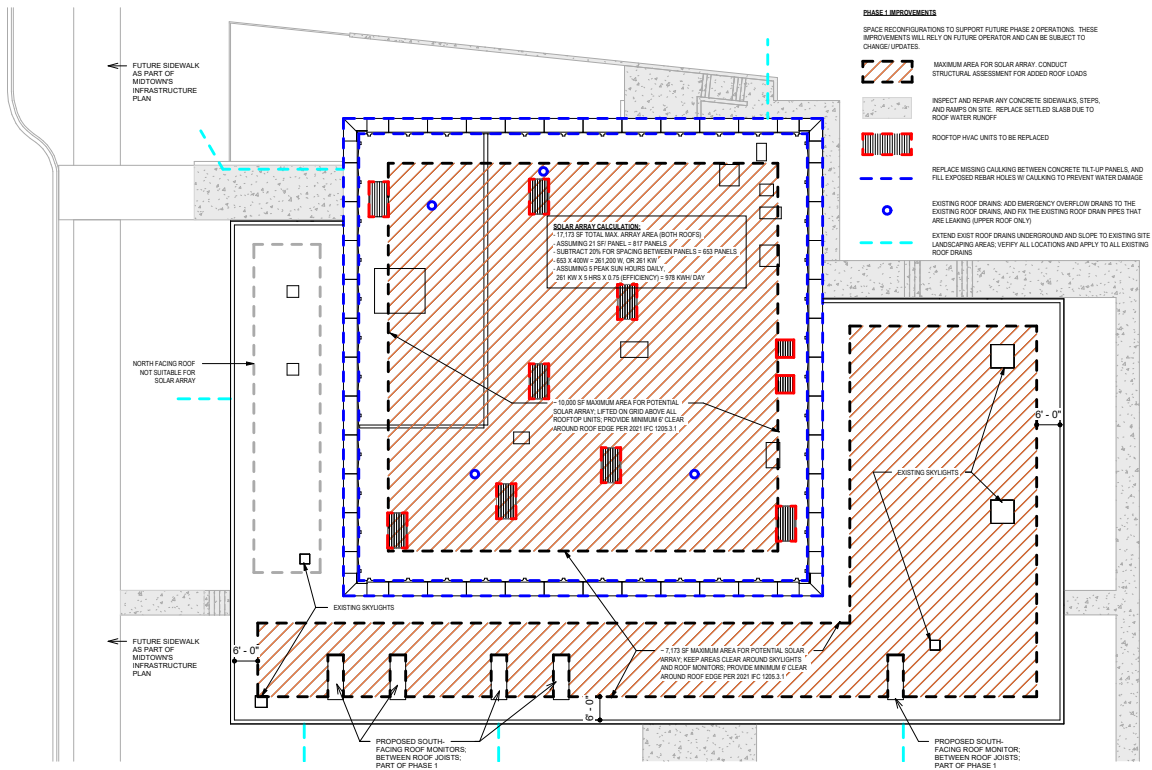 PHASE 1 IMPROVEMENTS
SPACE RECONFIGURATIONS TO SUPPORT FUTURE PHASE 2 OPERATIONS. THESE
IMPROVEMENTS WILL RELY ON FUTURE OPERATOR AND CAN BE SUBJECT TO
CHANGE/ UPDATES.
MAXIMUM AREA FOR SOLAR ARRAY. CONDUCT
STRUCTURAL ASSESSMENT FOR ADDED ROOF LOADS
INSPECT AND REPAIR ANY CONCRETE SIDEWALKS, STEPS,
AND RAMPS ON SITE. REPLACE SETTLED SLASB DUE TO
ROOF WATER RUNOFF
ROOFTOP HVAC UNITS TO BE REPLACED
REPLACE MISSING CAULKING BETWEEN CONCRETE TILT-UP PANELS, AND
FILL EXPOSED REBAR HOLES W/ CAULKING TO PREVENT WATER DAMAGE
EXISTING ROOF DRAINS: ADD EMERGENCY OVERFLOW DRAINS TO THE
EXISTING ROOF DRAINS, AND FIX THE EXISTING ROOF DRAIN PIPES THAT
ARE LEAKING (UPPER ROOF ONLY)
EXTEND EXIST ROOF DRAINS UNDERGROUND AND SLOPE TO EXISTING SITE
LANDSCAPING AREAS; VERIFY ALL LOCATIONS AND APPLY TO ALL EXISTING
ROOF DRAINS
FUTURE SIDEWALK
AS PART OF
MIDTOWN'S
INFRASTRUCTURE
PLAN
SOLAR ARRAY CALCULATION:
- 17,173 SF TOTAL MAX. ARRAY AREA (BOTH ROOFS)
- ASSUMING 21 SF/ PANEL = 817 PANELS
- SUBTRACT 20% FOR SPACING BETWEEN PANELS = 653 PANELS
- 653 X 400W = 261,200 W, OR 261 KW
- ASSUMING 5 PEAK SUN HOURS DAILY,
261 KW X 5 HRS X 0.75 (EFFICIENCY) = 978 KWH/ DAY
NORTH FACING ROOF
NOT SUITABLE FOR
SOLAR ARRAY
~ 10,000 SF MAXIMUM AREA FOR POTENTIAL
SOLAR ARRAY; LIFTED ON GRID ABOVE ALL
ROOFTOP UNITS; PROVIDE MINIMUM 6' CLEAR
AROUND ROOF EDGE PER 2021 IFC 1205.3.1
6' - 0"
EXISTING SKYLIGHTS
EXISTING SKYLIGHTS
FUTURE SIDEWALK
AS PART OF
MIDTOWN'S
INFRASTRUCTURE
PLAN
6' - 0"
~ 7,173 SF MAXIMUM AREA FOR POTENTIAL SOLAR
ARRAY; KEEP AREAS CLEAR AROUND SKYLIGHTS
AND ROOF MONITORS; PROVIDE MINIMUM 6' CLEAR
AROUND ROOF EDGE PER 2021 IFC 1205.3.1
6' - 0"
PROPOSED SOUTH-
FACING ROOF MONITORS;
BETWEEN ROOF JOISTS;
PART OF PHASE 1
PROPOSED SOUTH-
FACING ROOF MONITOR;
BETWEEN ROOF JOISTS;
PART OF PHASE 1